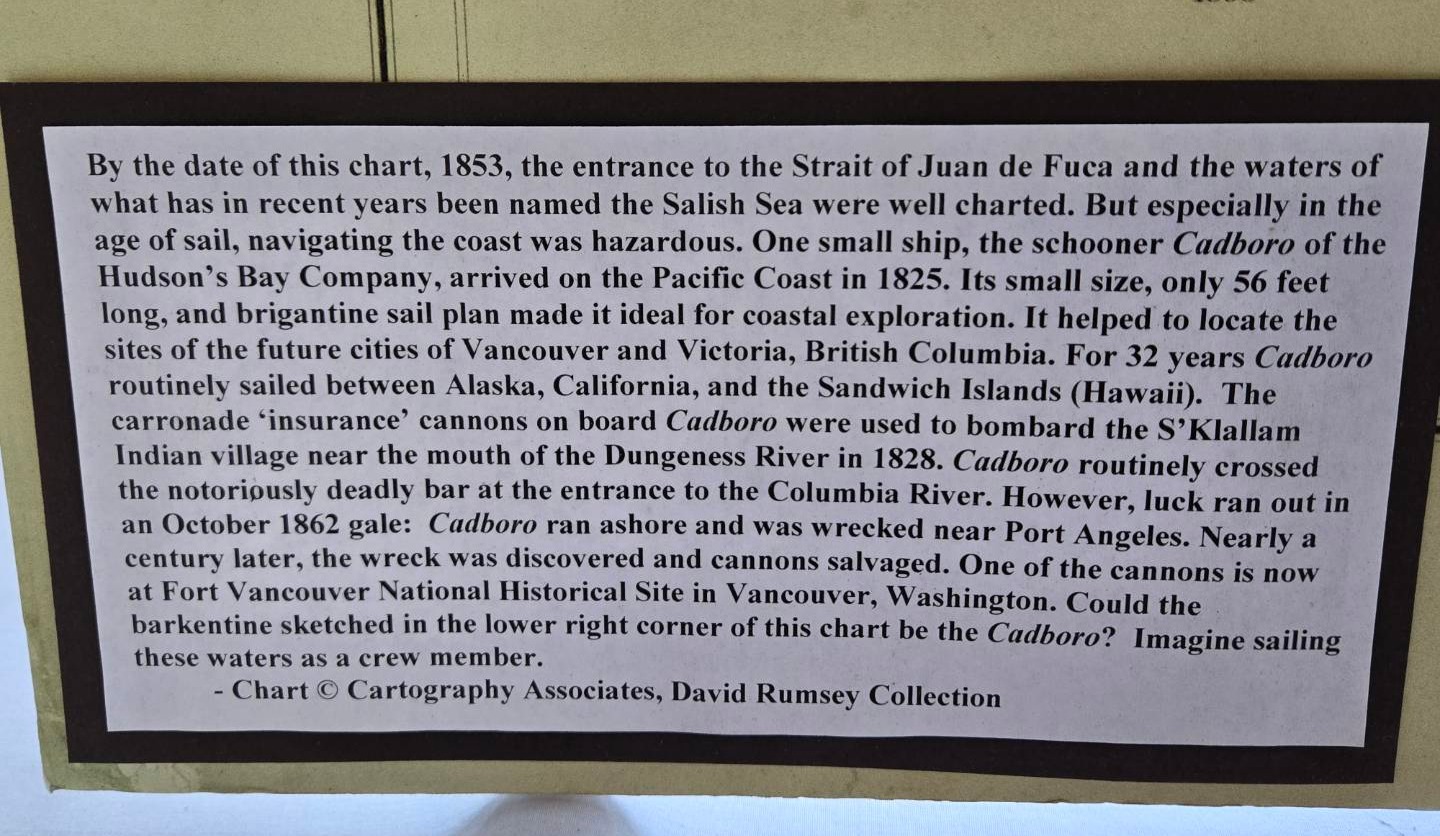 By the date of this chart, 1853, the entrance to the Strait of Juan de Fuca and the waters of
what has in recent years been named the Salish Sea were well charted. But especially in the
age of sail, navigating the coast was hazardous. One small ship, the schooner Cadboro of the
Hudson's Bay Company, arrived on the Pacific Coast in 1825. Its small size, only 56 feet
long, and brigantine sail plan made it ideal for coastal exploration. It helped to locate the
sites of the future cities of Vancouver and Victoria, British Columbia. For 32 years Cadboro
routinely sailed between Alaska, California, and the Sandwich Islands (Hawaii).  The
carronade ‘insurance’ cannons on board Cadboro were used to bombard the S’Klallam
Indian village near the mouth of the Dungeness River in 1828. Cadboro routinely crossed
the notoriously deadly bar at the entrance to the Columbia River. However, luck ran out in
an October 1862 gale:  Cadboro ran ashore and was wrecked near Port Angeles. Nearly a
century later, the wreck was discovered and cannons salvaged. One of the cannons is now
at Fort Vancouver National Historical Site in Vancouver, Washington. Could the
barkentine sketched in the lower right corner of this chart be the Cadboro?  Imagine sailing
these waters as a crew member.
- Chart © Cartography Associates, David Rumsey Collection